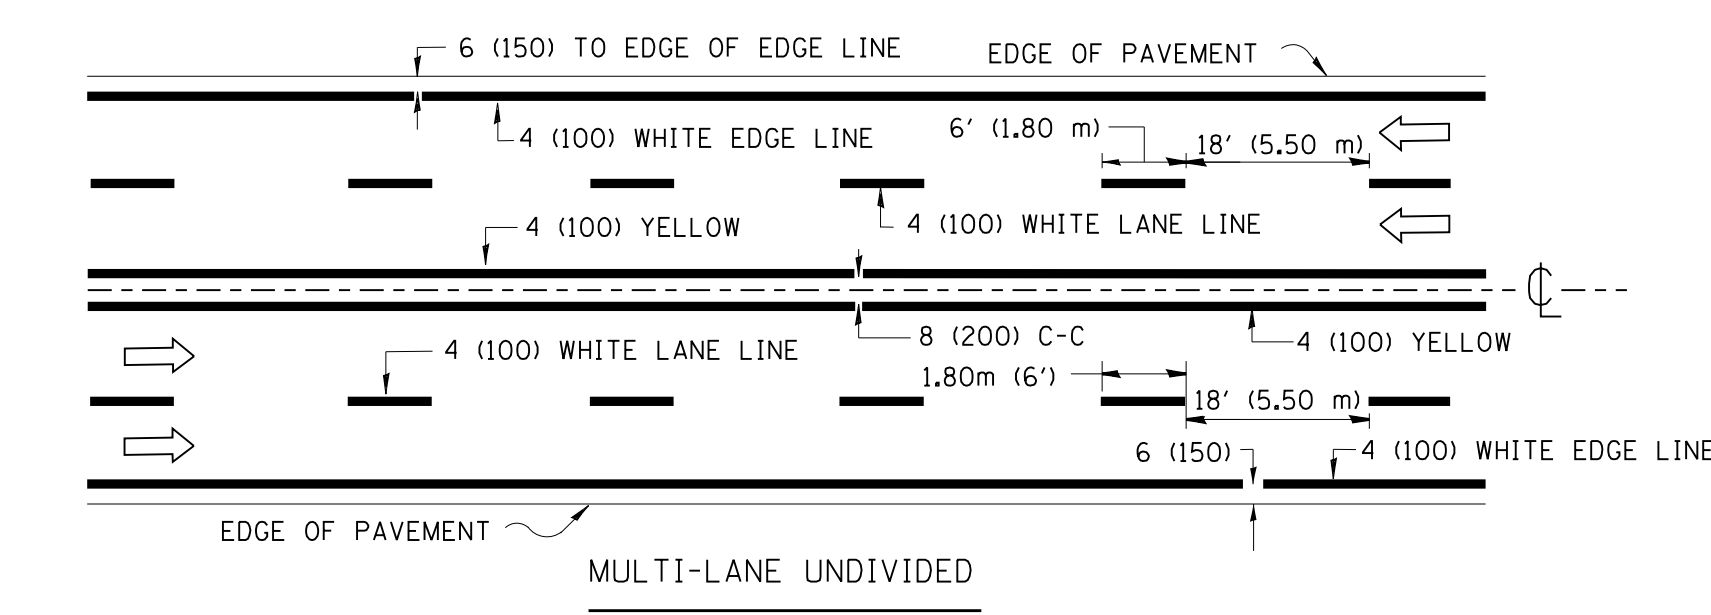 6 (150) TO EDGE OF EDGE LINE
EDGE OF PAVEMENT
4 (100) WHITE EDGE LINE
6' (1.80 m)
18' (5.50 m)
4 (100) YELLOW
4 (100) WHITE LANE LINE
℄
8 (200) C-C
4 (100) YELLOW
4 (100) WHITE LANE LINE
1.80m (6')
18' (5.50 m)
6 (150)
4 (100) WHITE EDGE LINE
EDGE OF PAVEMENT
MULTI-LANE UNDIVIDED